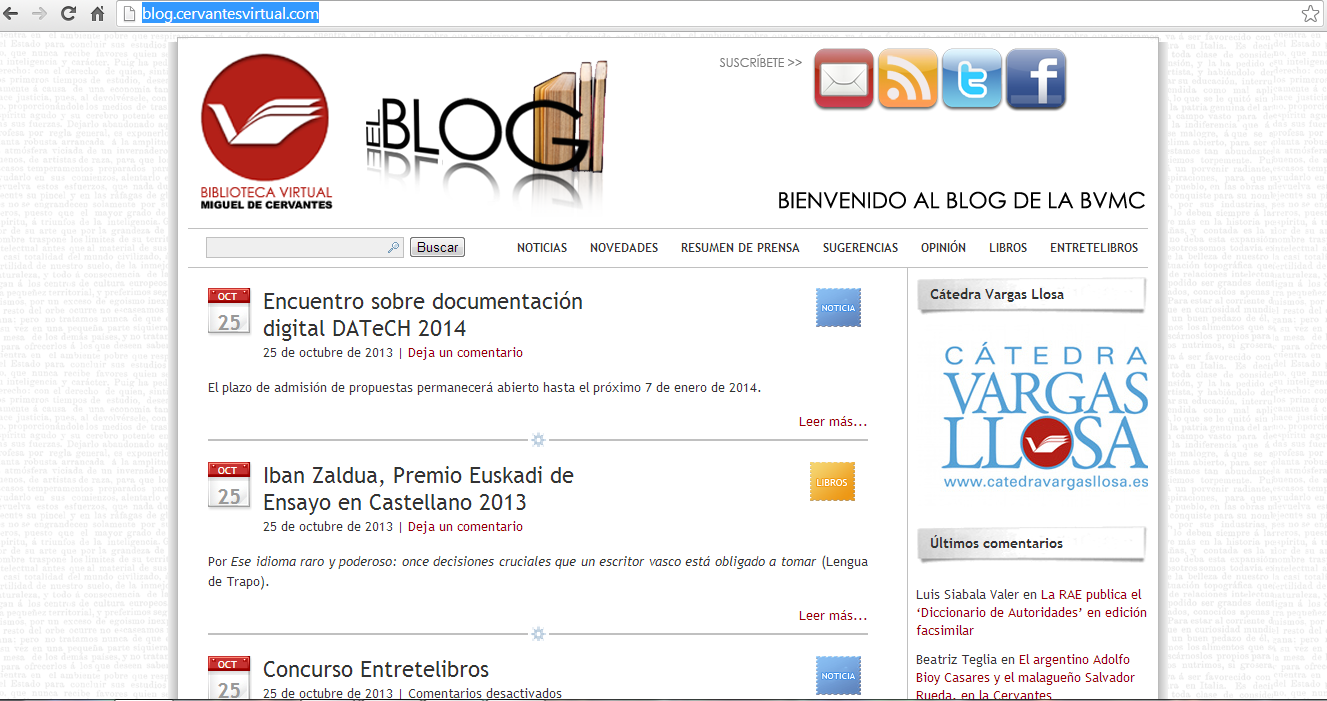 blog.cervantesvirtual.com
SUSCRÍBETE >>
BIBLIOTECA VIRTUAL
MIGUEL DE CERVANTES
EL BLOG
BIENVENIDO AL BLOG DE LA BVMC
Buscar
NOTICIAS NOVEDADES RESUMEN DE PRENSA SUGERENCIAS OPINIÓN LIBROS ENTRETELIBROS
OCT
25
Encuentro sobre documentación
digital DATeCH 2014
25 de octubre de 2013 | Deja un comentario
NOTICIA
El plazo de admisión de propuestas permanecerá abierto hasta el próximo 7 de enero de 2014.
Leer más...
OCT
25
Iban Zaldua, Premio Euskadi de
Ensayo en Castellano 2013
25 de octubre de 2013 | Deja un comentario
LIBROS
Por Ese idioma raro y poderoso: once decisiones cruciales que un escritor vasco está obligado a tomar (Lengua
de Trapo).
Leer más...
OCT
25
Concurso Entretelibros
25 de octubre de 2013 | Comentarios desactivados
NOTICIA
Cátedra Vargas Llosa
CÁTEDRA
VARGAS
LLOSA
www.catedravargasllosa.es
Últimos comentarios
Luis Siabala Valer en La RAE publica el
‘Diccionario de Autoridades’ en edición
facsimilar
Beatriz Teglia en El argentino Adolfo
Bioy Casares y el malagueño Salvador
Rueda, en la Cervantes